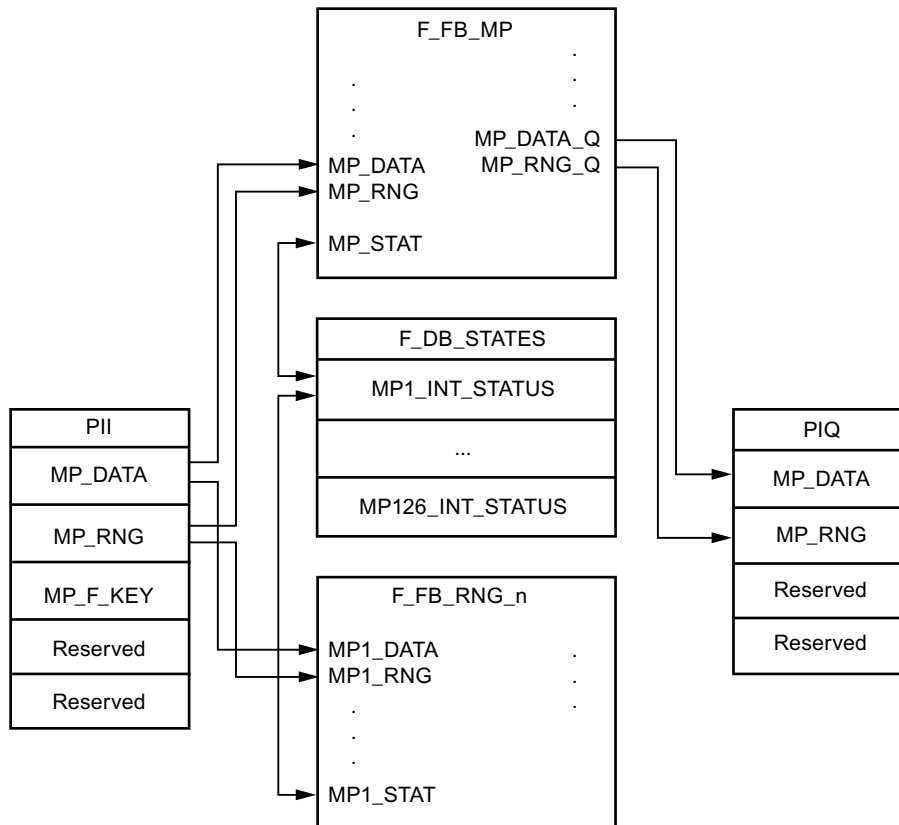 F_FB_MP
MP_DATA_Q
MP_RNG_Q
MP_DATA
MP_RNG
MP_STAT
F_DB_STATES
MP1_INT_STATUS
...
MP126_INT_STATUS
PII
MP_DATA
MP_RNG
MP_F_KEY
Reserved
Reserved
PIQ
MP_DATA
MP_RNG
Reserved
Reserved
F_FB_RNG_n
MP1_DATA
MP1_RNG
MP1_STAT